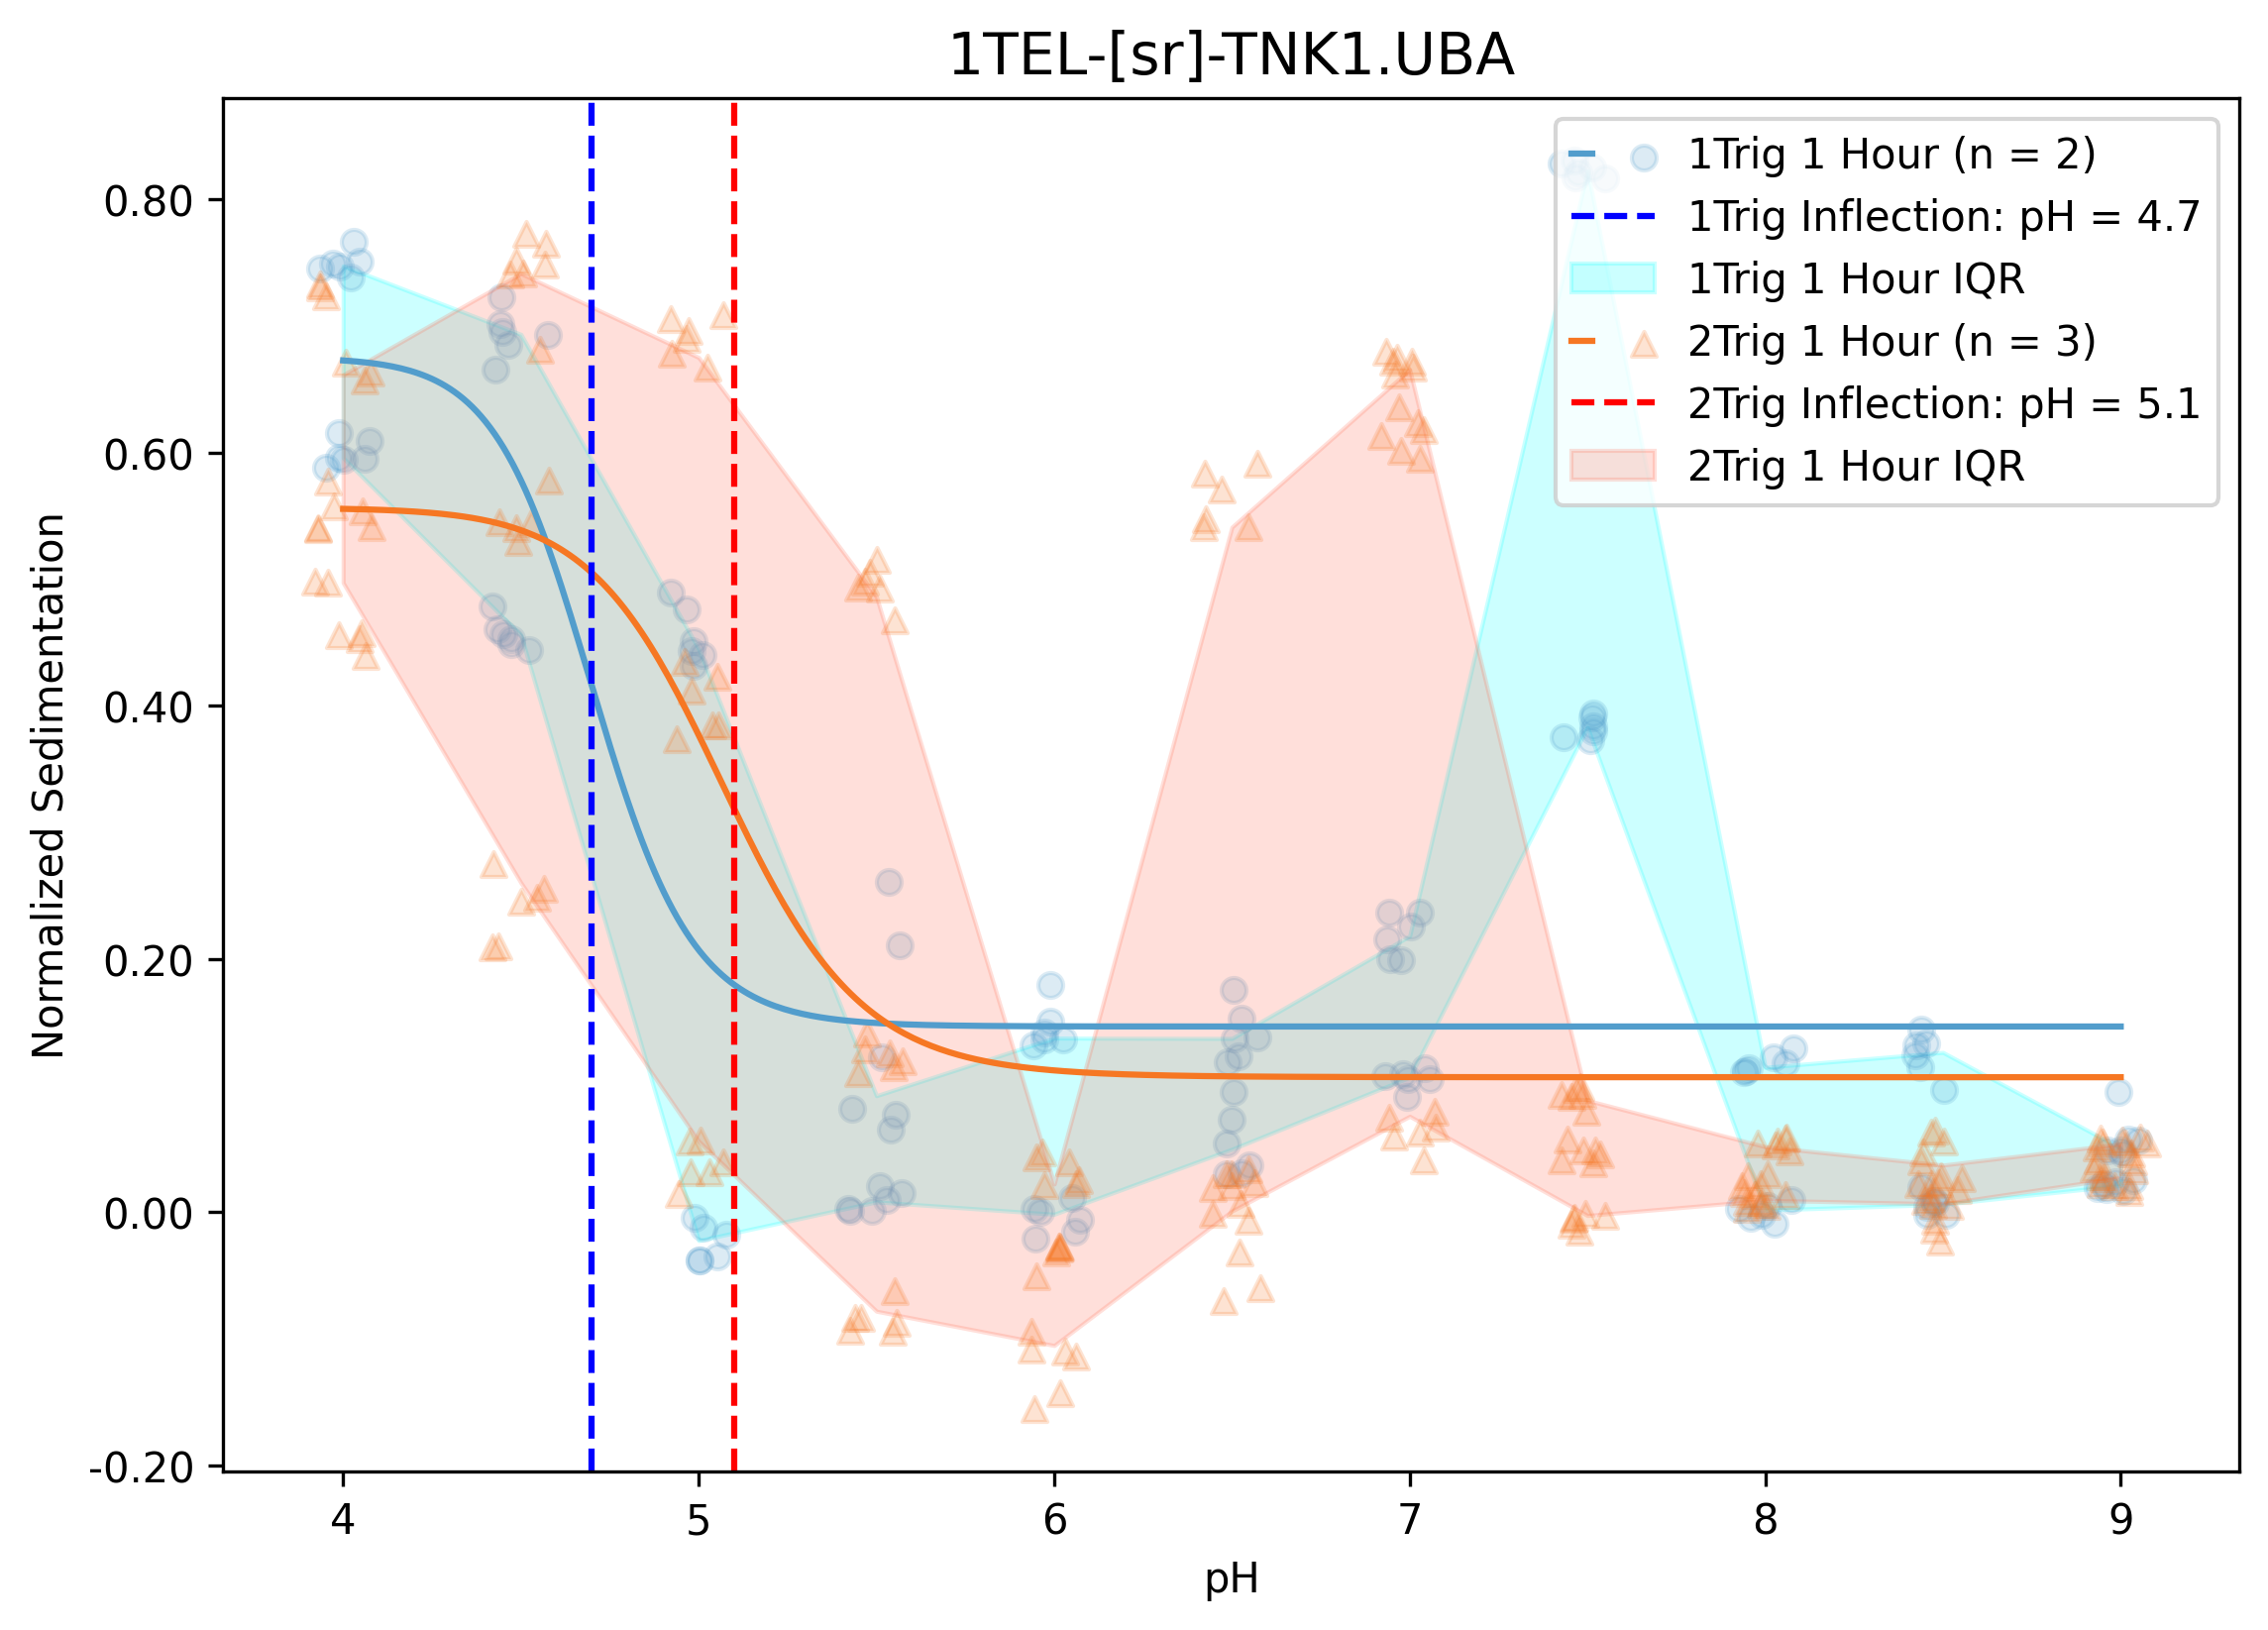 1TEL-[sr]-TNK1.UBA
1Trig 1 Hour (n = 2)
1Trig Inflection: pH = 4.7
1Trig 1 Hour IQR
2Trig 1 Hour (n = 3)
2Trig Inflection: pH = 5.1
2Trig 1 Hour IQR
Normalized Sedimentation
0.80
0.60
0.40
0.20
0.00
-0.20
4 5 6 7 8 9
pH